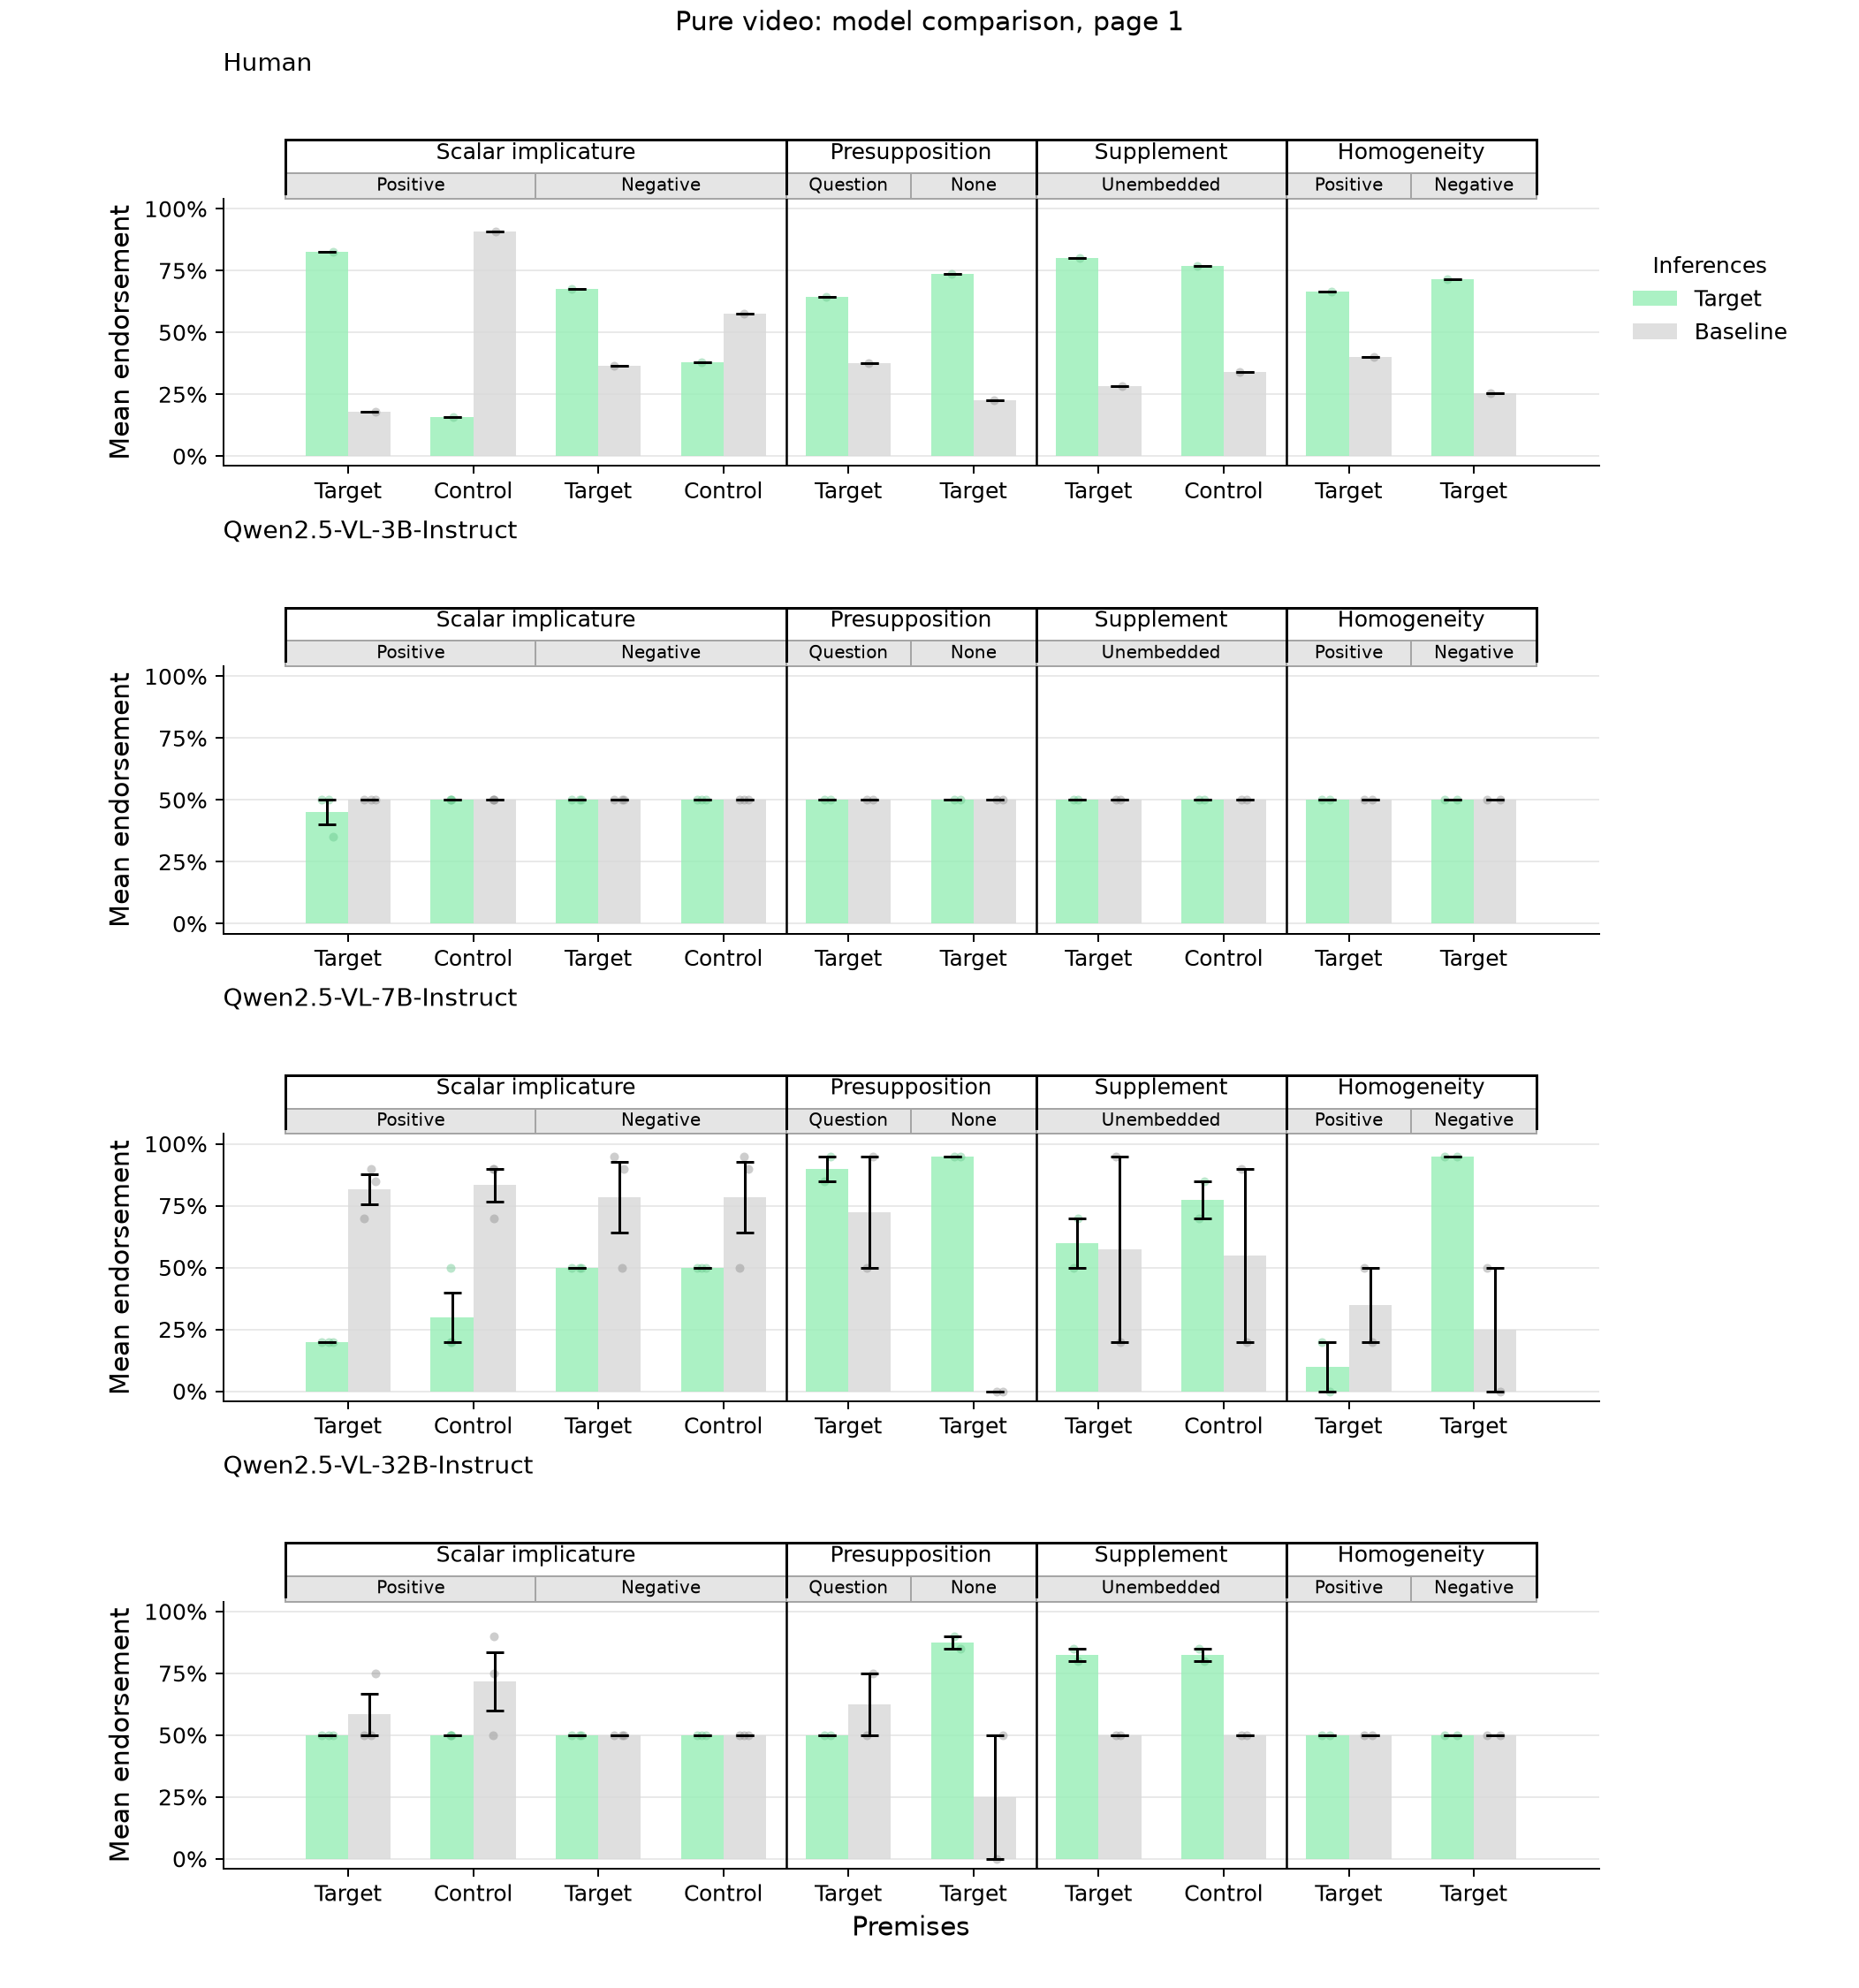 Pure video: model comparison, page 1
Human
Scalar implicature Presupposition Supplement Homogeneity
Positive Negative Question None Unembedded Positive Negative
Mean endorsement
100%
75%
50%
25%
0%
Target Control Target Control Target Target Target Control Target Target
Inferences
Target
Baseline
Qwen2.5-VL-3B-Instruct
Scalar implicature Presupposition Supplement Homogeneity
Positive Negative Question None Unembedded Positive Negative
Mean endorsement
100%
75%
50%
25%
0%
Target Control Target Control Target Target Target Control Target Target
Qwen2.5-VL-7B-Instruct
Scalar implicature Presupposition Supplement Homogeneity
Positive Negative Question None Unembedded Positive Negative
Mean endorsement
100%
75%
50%
25%
0%
Target Control Target Control Target Target Target Control Target Target
Qwen2.5-VL-32B-Instruct
Scalar implicature Presupposition Supplement Homogeneity
Positive Negative Question None Unembedded Positive Negative
Mean endorsement
100%
75%
50%
25%
0%
Target Control Target Control Target Target Target Control Target Target
Premises